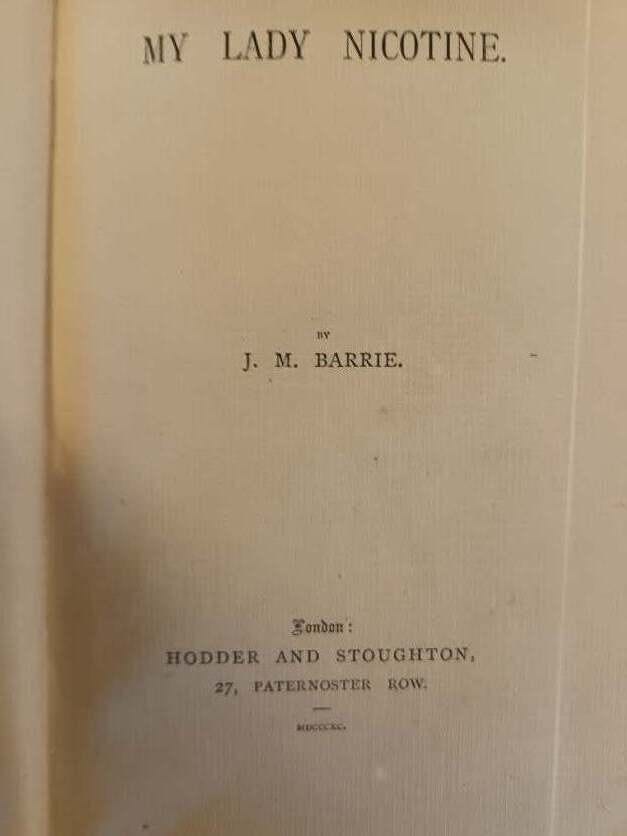 MY LADY NICOTINE.
BY
J. M. BARRIE.
London:
HODDER AND STOUGHTON,
27, PATERNOSTER ROW.
MDCCCXC.